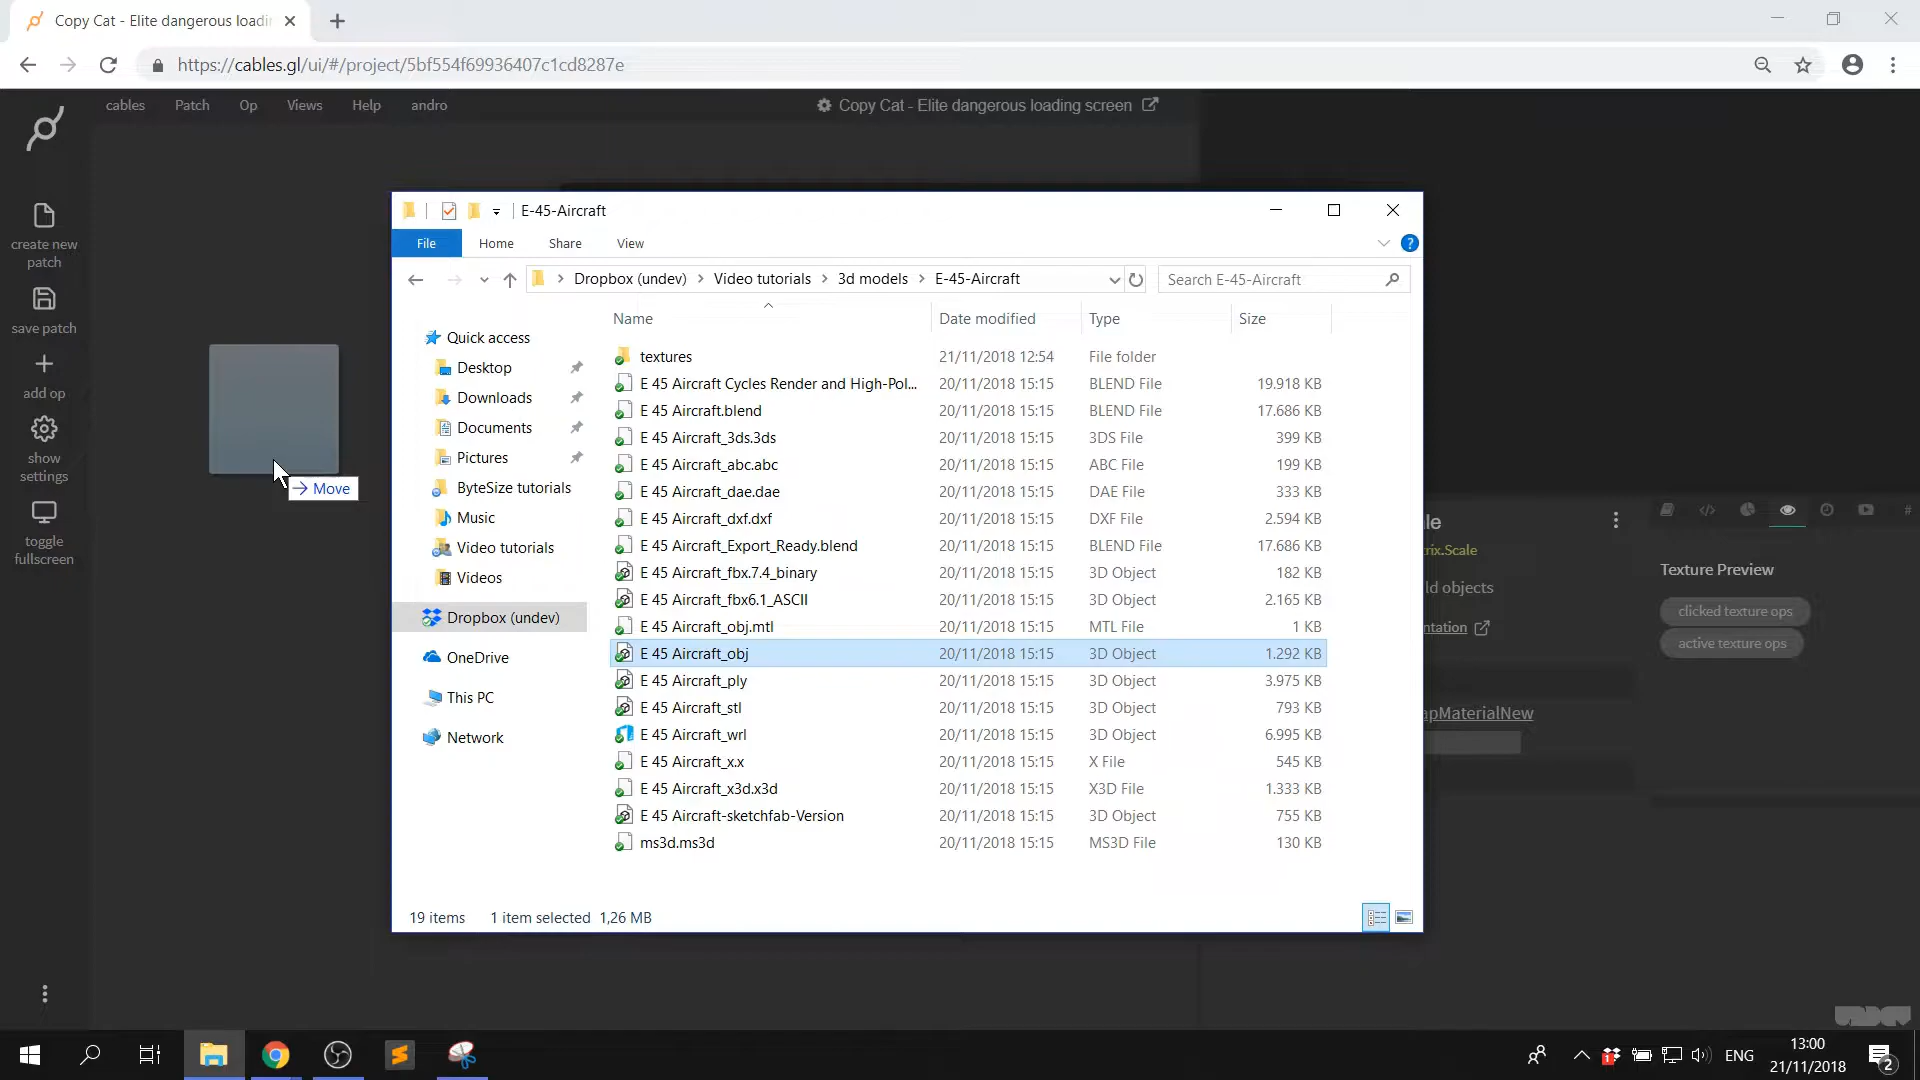 Copy Cat - Elite dangerous loadin
https://cables.gl/ui/#/project/5bf554f69936407c1cd8287e
cables Patch Op Views Help andro
Copy Cat - Elite dangerous loading screen
create new
patch
save patch
add op
show
settings
toggle
fullscreen
Move
E-45-Aircraft
File Home Share View
Dropbox (undev) Video tutorials 3d models E-45-Aircraft
Search E-45-Aircraft
Quick access
Desktop
Downloads
Documents
Pictures
ByteSize tutorials
Music
Video tutorials
Videos
Dropbox (undev)
OneDrive
This PC
Network
Name Date modified Type Size
textures 21/11/2018 12:54 File folder
E 45 Aircraft Cycles Render and High-Pol... 20/11/2018 15:15 BLEND File 19.918 KB
E 45 Aircraft.blend 20/11/2018 15:15 BLEND File 17.686 KB
E 45 Aircraft_3ds.3ds 20/11/2018 15:15 3DS File 399 KB
E 45 Aircraft_abc.abc 20/11/2018 15:15 ABC File 199 KB
E 45 Aircraft_dae.dae 20/11/2018 15:15 DAE File 333 KB
E 45 Aircraft_dxf.dxf 20/11/2018 15:15 DXF File 2.594 KB
E 45 Aircraft_Export_Ready.blend 20/11/2018 15:15 BLEND File 17.686 KB
E 45 Aircraft_fbx.7.4_binary 20/11/2018 15:15 3D Object 182 KB
E 45 Aircraft_fbx6.1_ASCII 20/11/2018 15:15 3D Object 2.165 KB
E 45 Aircraft_obj.mtl 20/11/2018 15:15 MTL File 1 KB
E 45 Aircraft_obj 20/11/2018 15:15 3D Object 1.292 KB
E 45 Aircraft_ply 20/11/2018 15:15 3D Object 3.975 KB
E 45 Aircraft_stl 20/11/2018 15:15 3D Object 793 KB
E 45 Aircraft_wrl 20/11/2018 15:15 3D Object 6.995 KB
E 45 Aircraft_x.x 20/11/2018 15:15 X File 545 KB
E 45 Aircraft_x3d.x3d 20/11/2018 15:15 X3D File 1.333 KB
E 45 Aircraft-sketchfab-Version 20/11/2018 15:15 3D Object 755 KB
ms3d.ms3d 20/11/2018 15:15 MS3D File 130 KB
19 items 1 item selected 1,26 MB
le
rix.Scale
ld objects
ntation
apMaterialNew
Texture Preview
clicked texture ops
active texture ops
ENG
13:00
21/11/2018
2